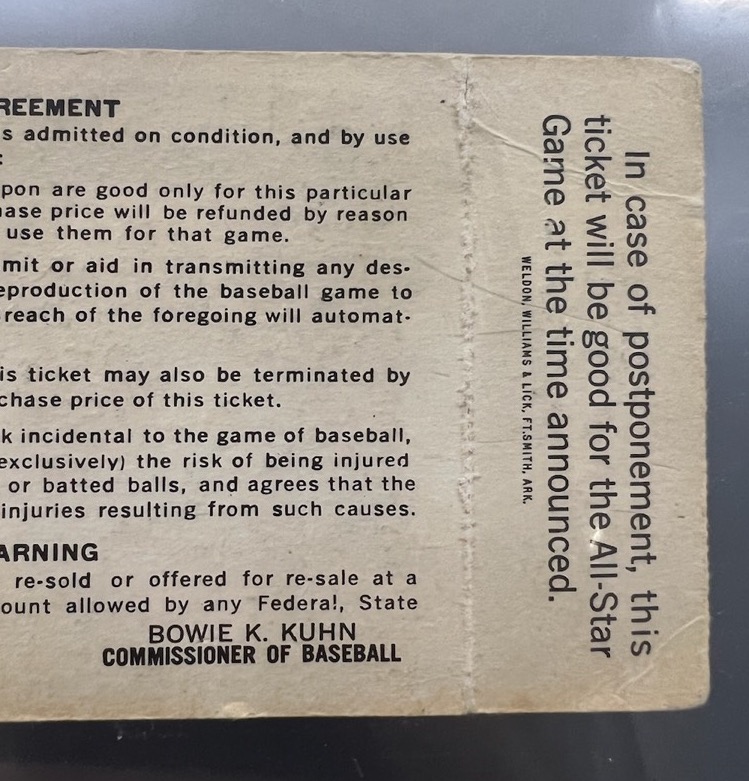 REEMENT
s admitted on condition, and by use
:
pon are good only for this particular
ase price will be refunded by reason
use them for that game.
mit or aid in transmitting any des-
eproduction of the baseball game to
reach of the foregoing will automat-
is ticket may also be terminated by
chase price of this ticket.
k incidental to the game of baseball,
exclusively) the risk of being injured
or batted balls, and agrees that the
injuries resulting from such causes.
ARNING
re-sold or offered for re-sale at a
ount allowed by any Federal, State
BOWIE K. KUHN
COMMISSIONER OF BASEBALL
In case of postponement, this
ticket will be good for the All-Star
Game at the time announced.
WELDON, WILLIAMS & LICK, FT. SMITH, ARK.